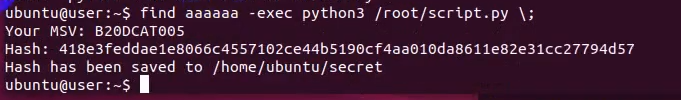 ubuntu@user:~$ find aaaaaa -exec python3 /root/script.py \;
Your MSV: B20DCAT005
Hash: 418e3feddae1e8066c4557102ce44b5190cf4aa010da8611e82e31cc27794d57
Hash has been saved to /home/ubuntu/secret
ubuntu@user:~$